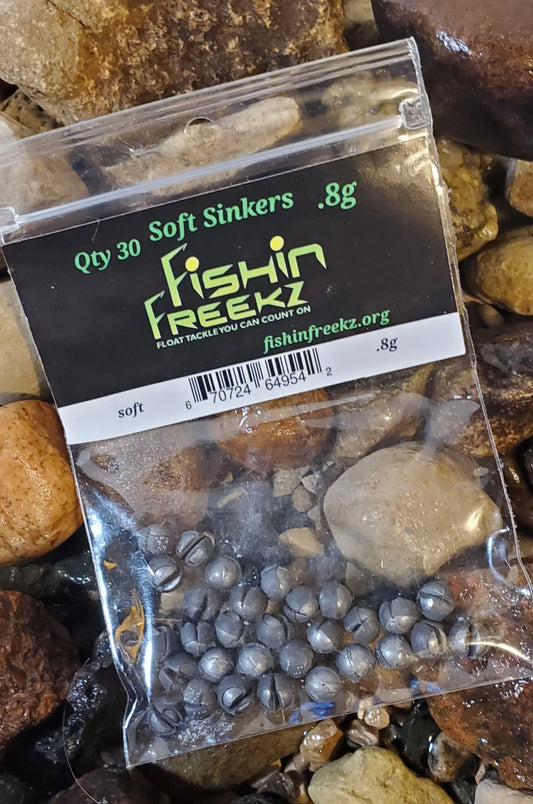 Qty 30 Soft Sinkers .8g
FiSHiN
FREEKZ
FLOAT TACKLE YOU CAN COUNT ON
fishinfreekz.org
soft
.8g
6 70724 64954 2